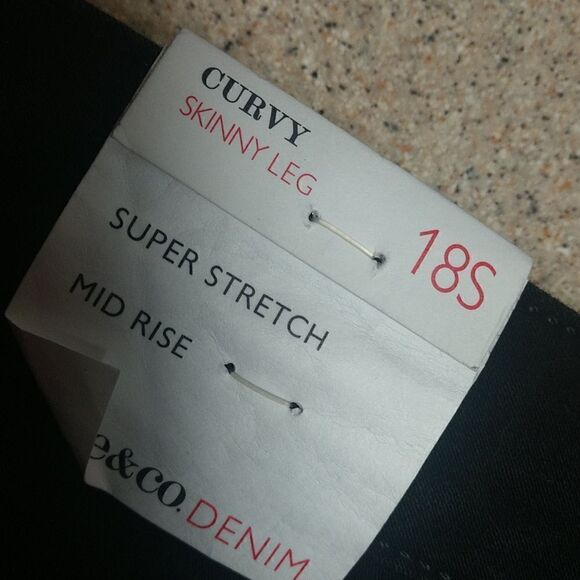 CURVY
SKINNY LEG
18S
SUPER STRETCH
MID RISE
e&CO. DENIM